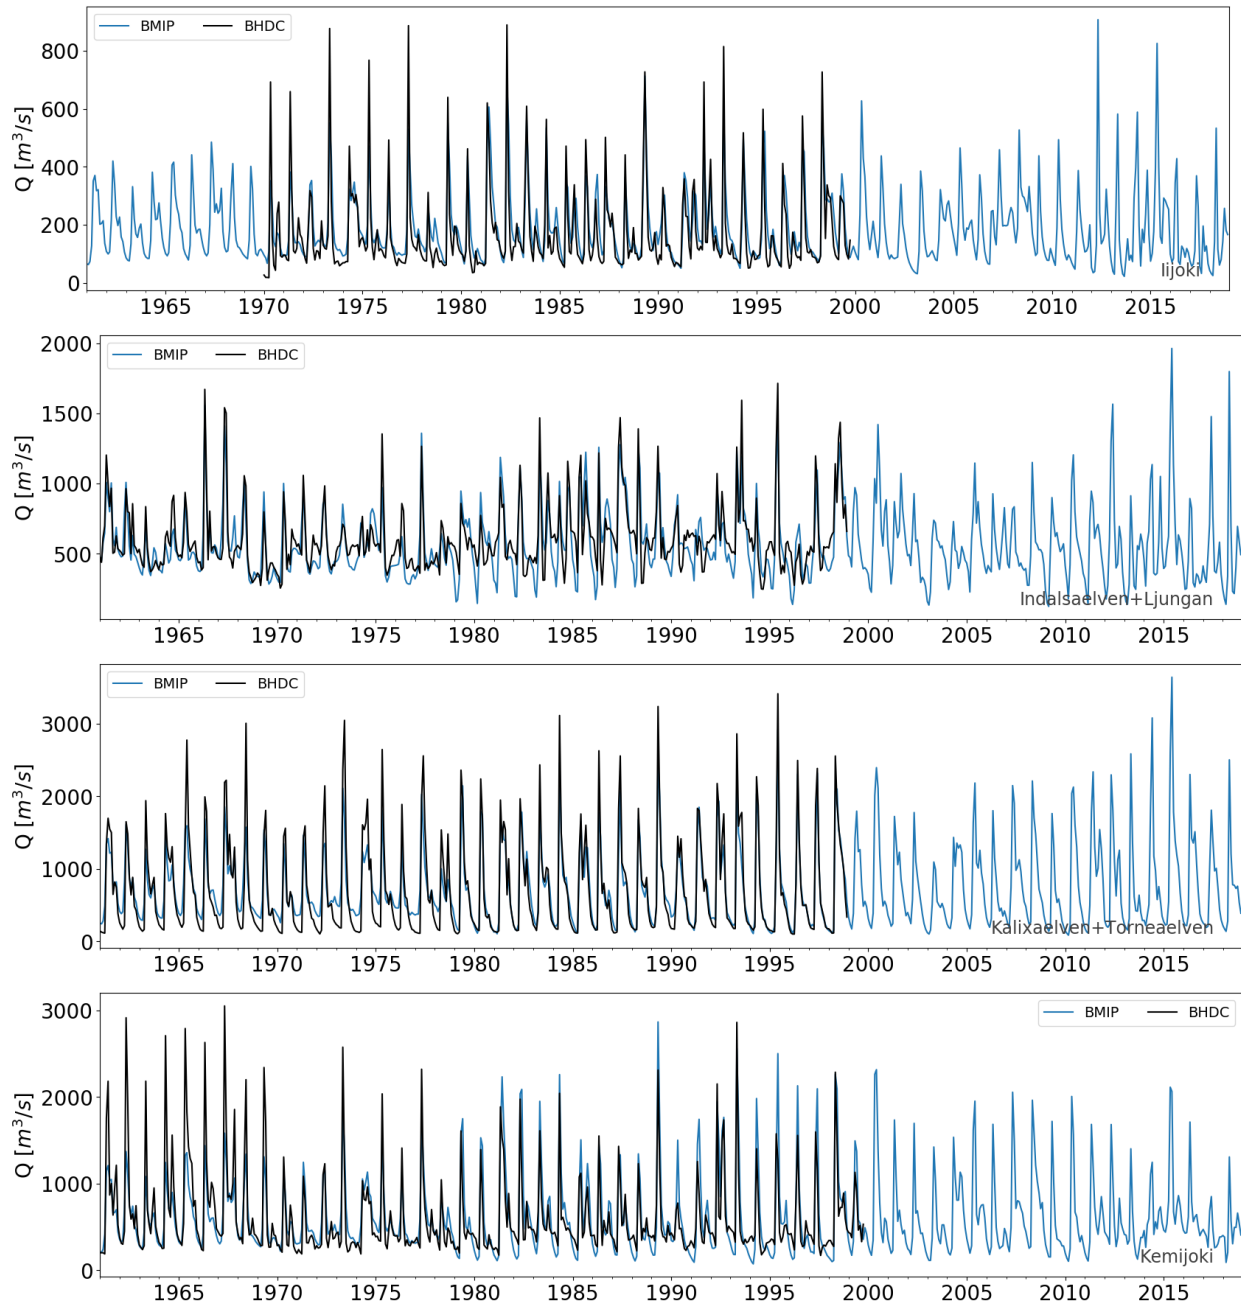 BMIP BHDC
800
600
400
200
0
Q [m³/s]
Iijoki
1965 1970 1975 1980 1985 1990 1995 2000 2005 2010 2015
BMIP BHDC
2000
1500
1000
500
Q [m³/s]
Indalsaelven+Ljungan
1965 1970 1975 1980 1985 1990 1995 2000 2005 2010 2015
BMIP BHDC
3000
2000
1000
0
Q [m³/s]
Kalixaelven+Torneaelven
1965 1970 1975 1980 1985 1990 1995 2000 2005 2010 2015
BMIP BHDC
3000
2000
1000
0
Q [m³/s]
Kemijoki
1965 1970 1975 1980 1985 1990 1995 2000 2005 2010 2015